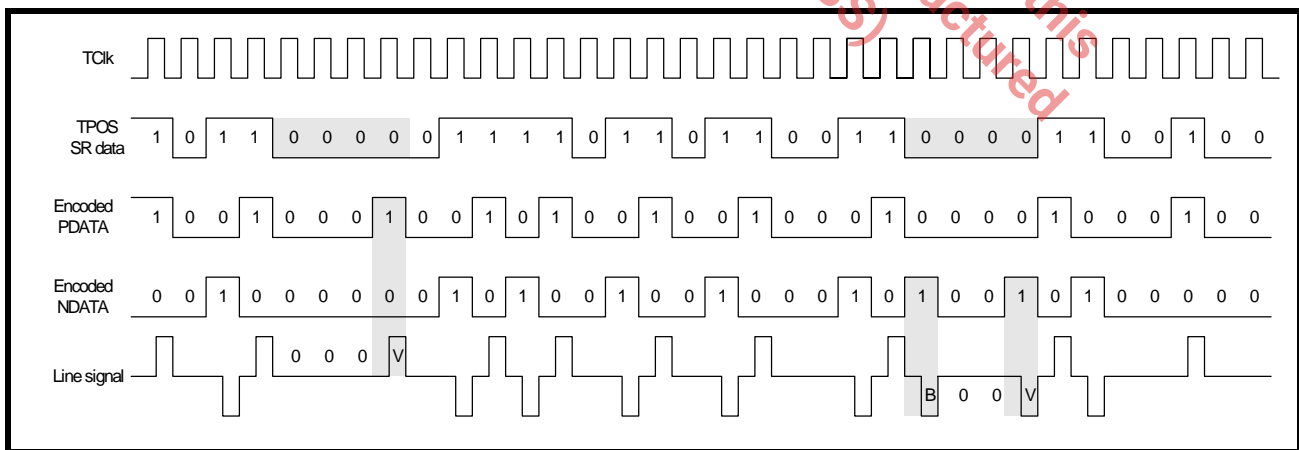 this
S)
uctured
TClk
TPOS
SR data
1 0 1 1 0 0 0 0 0 1 1 1 1 0 1 1 0 1 1 0 0 1 1 0 0 0 0 1 1 0 0 1 0 0
Encoded
PDATA
1 0 0 1 0 0 0 1 0 0 1 0 1 0 0 1 0 0 1 0 0 0 1 0 0 0 0 1 0 0 0 1 0 0
Encoded
NDATA
0 0 1 0 0 0 0 0 0 1 0 1 0 0 1 0 0 1 0 0 0 1 0 1 0 0 1 0 1 0 0 0 0 0
Line signal
0 0 0 V
B 0 0 V